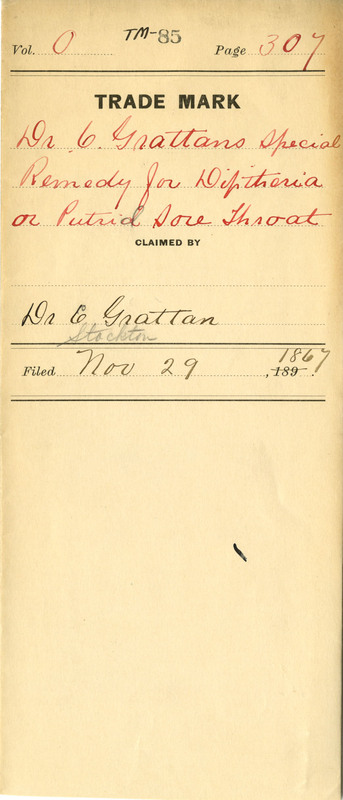 TM-85
Vol. 0 Page 307
TRADE MARK
Dr. C. Grattans Special
Remedy for Diptheria
or Putrid Sore Throat
CLAIMED BY
Dr E Grattan
Stockton
Filed Nov 29, 1867
189 .